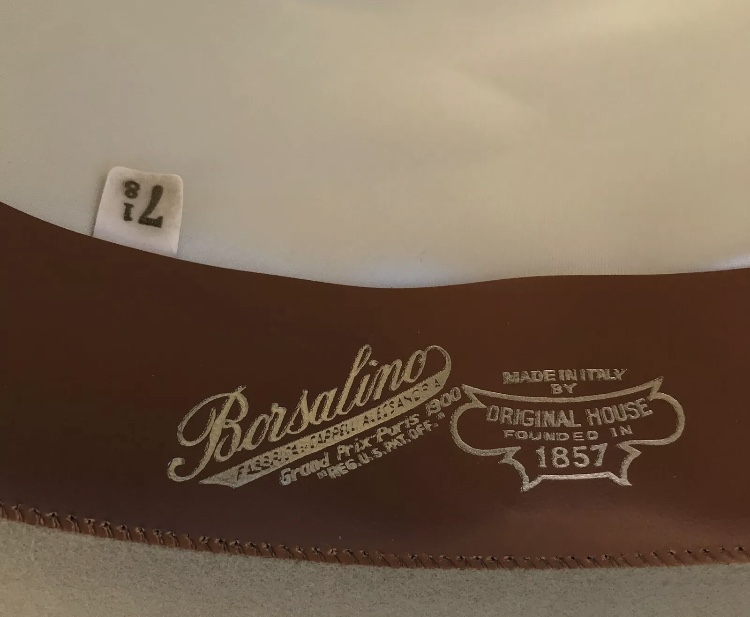 7 1/8
Borsalino
FABBRICA CAPPELLI ALESSANDRIA
Grand Prix-Paris 1900
"REG. U.S. PAT. OFF."
MADE IN ITALY
BY
ORIGINAL HOUSE
FOUNDED IN
1857